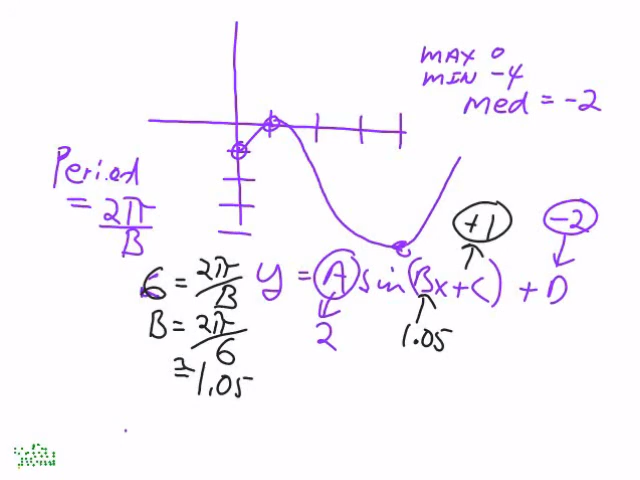 MAX 0
MIN -4
med = -2
Period
= 2π/B
+1
-2
6 = 2π/B
y = A sin(Bx+C) + D
B = 2π/6
2
1.05
≅ 1.05